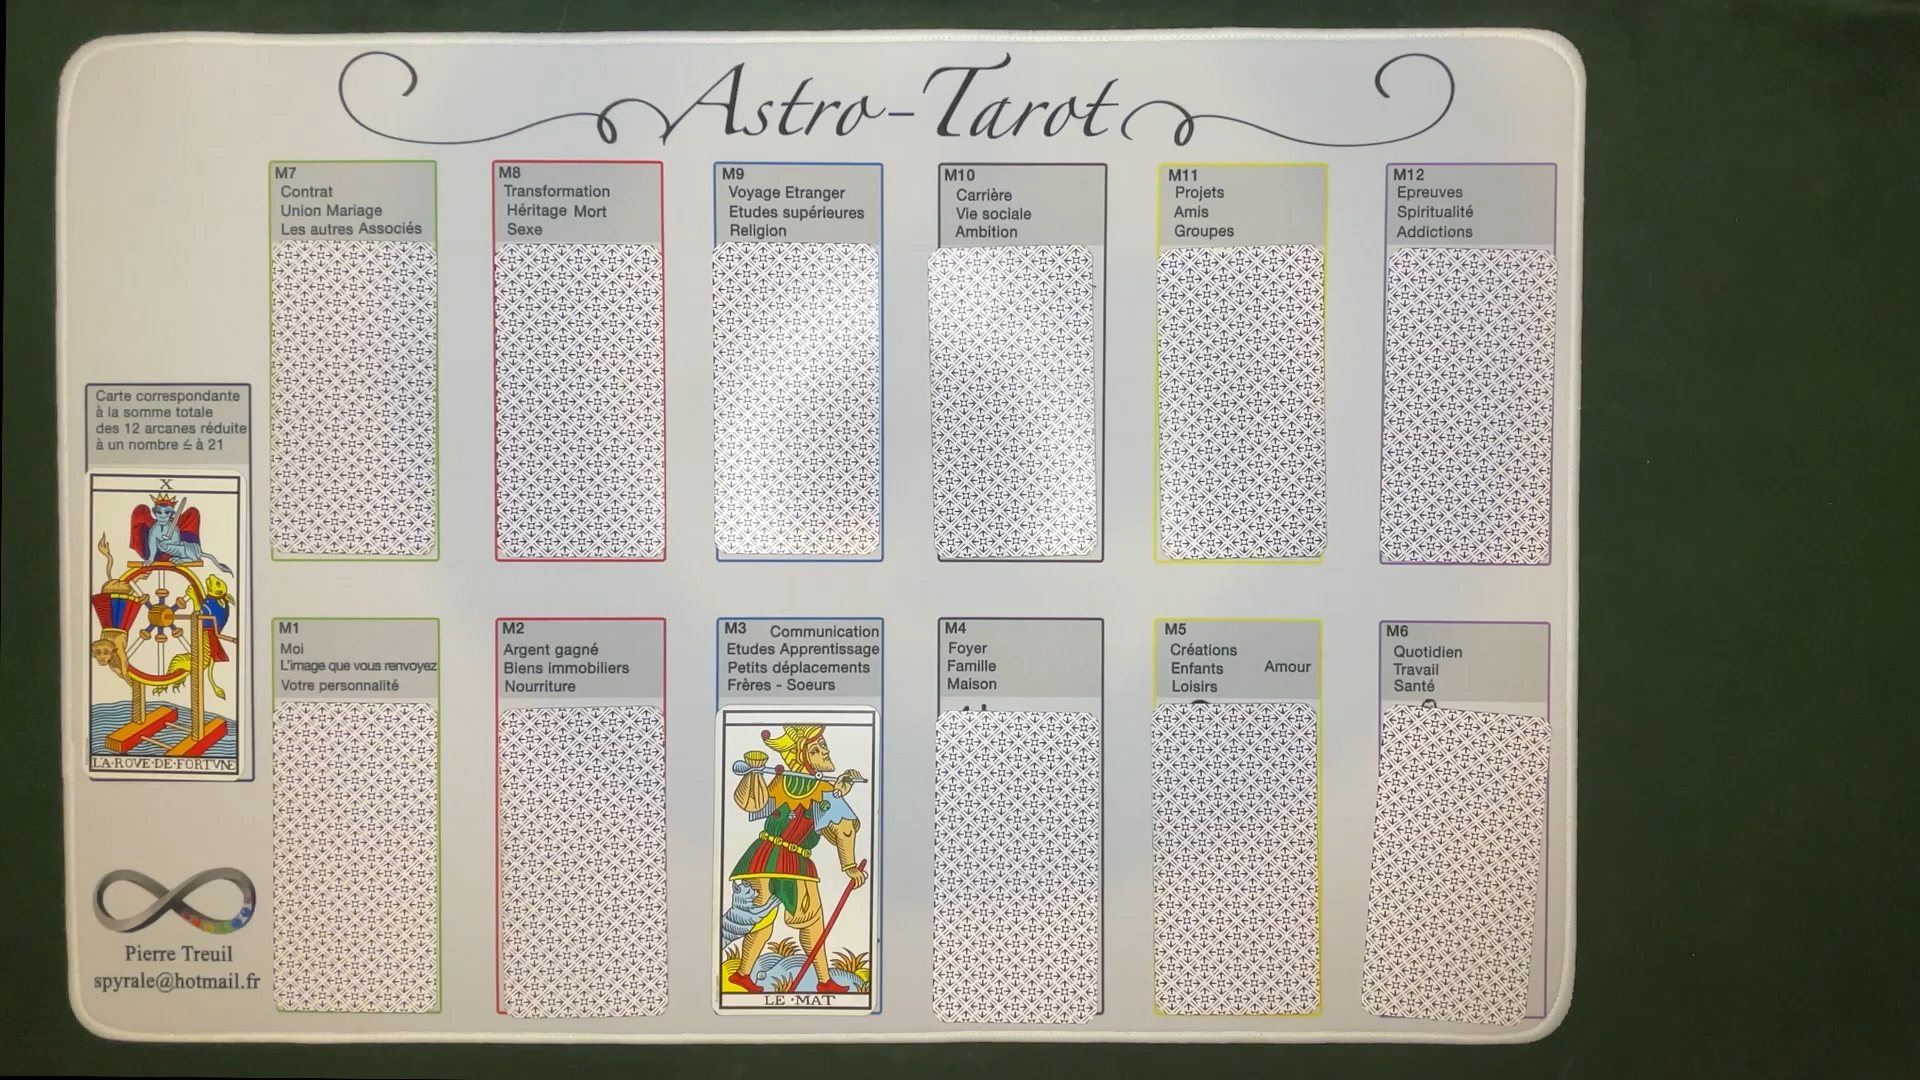 Astro-Tarot
M7
Contrat
Union Mariage
Les autres Associés
M8
Transformation
Héritage Mort
Sexe
M9
Voyage Etranger
Etudes supérieures
Religion
M10
Carrière
Vie sociale
Ambition
M11
Projets
Amis
Groupes
M12
Epreuves
Spiritualité
Addictions
Carte correspondante
à la somme totale
des 12 arcanes réduite
à un nombre ≤ à 21
X
LA·ROVE·DE·FORTVNE
M1
Moi
L'image que vous renvoyez
Votre personnalité
M2
Argent gagné
Biens immobiliers
Nourriture
M3 Communication
Etudes Apprentissage
Petits déplacements
Frères - Soeurs
LE·MAT
M4
Foyer
Famille
Maison
M5
Créations
Enfants Amour
Loisirs
M6
Quotidien
Travail
Santé
Pierre Treuil
spyrale@hotmail.fr